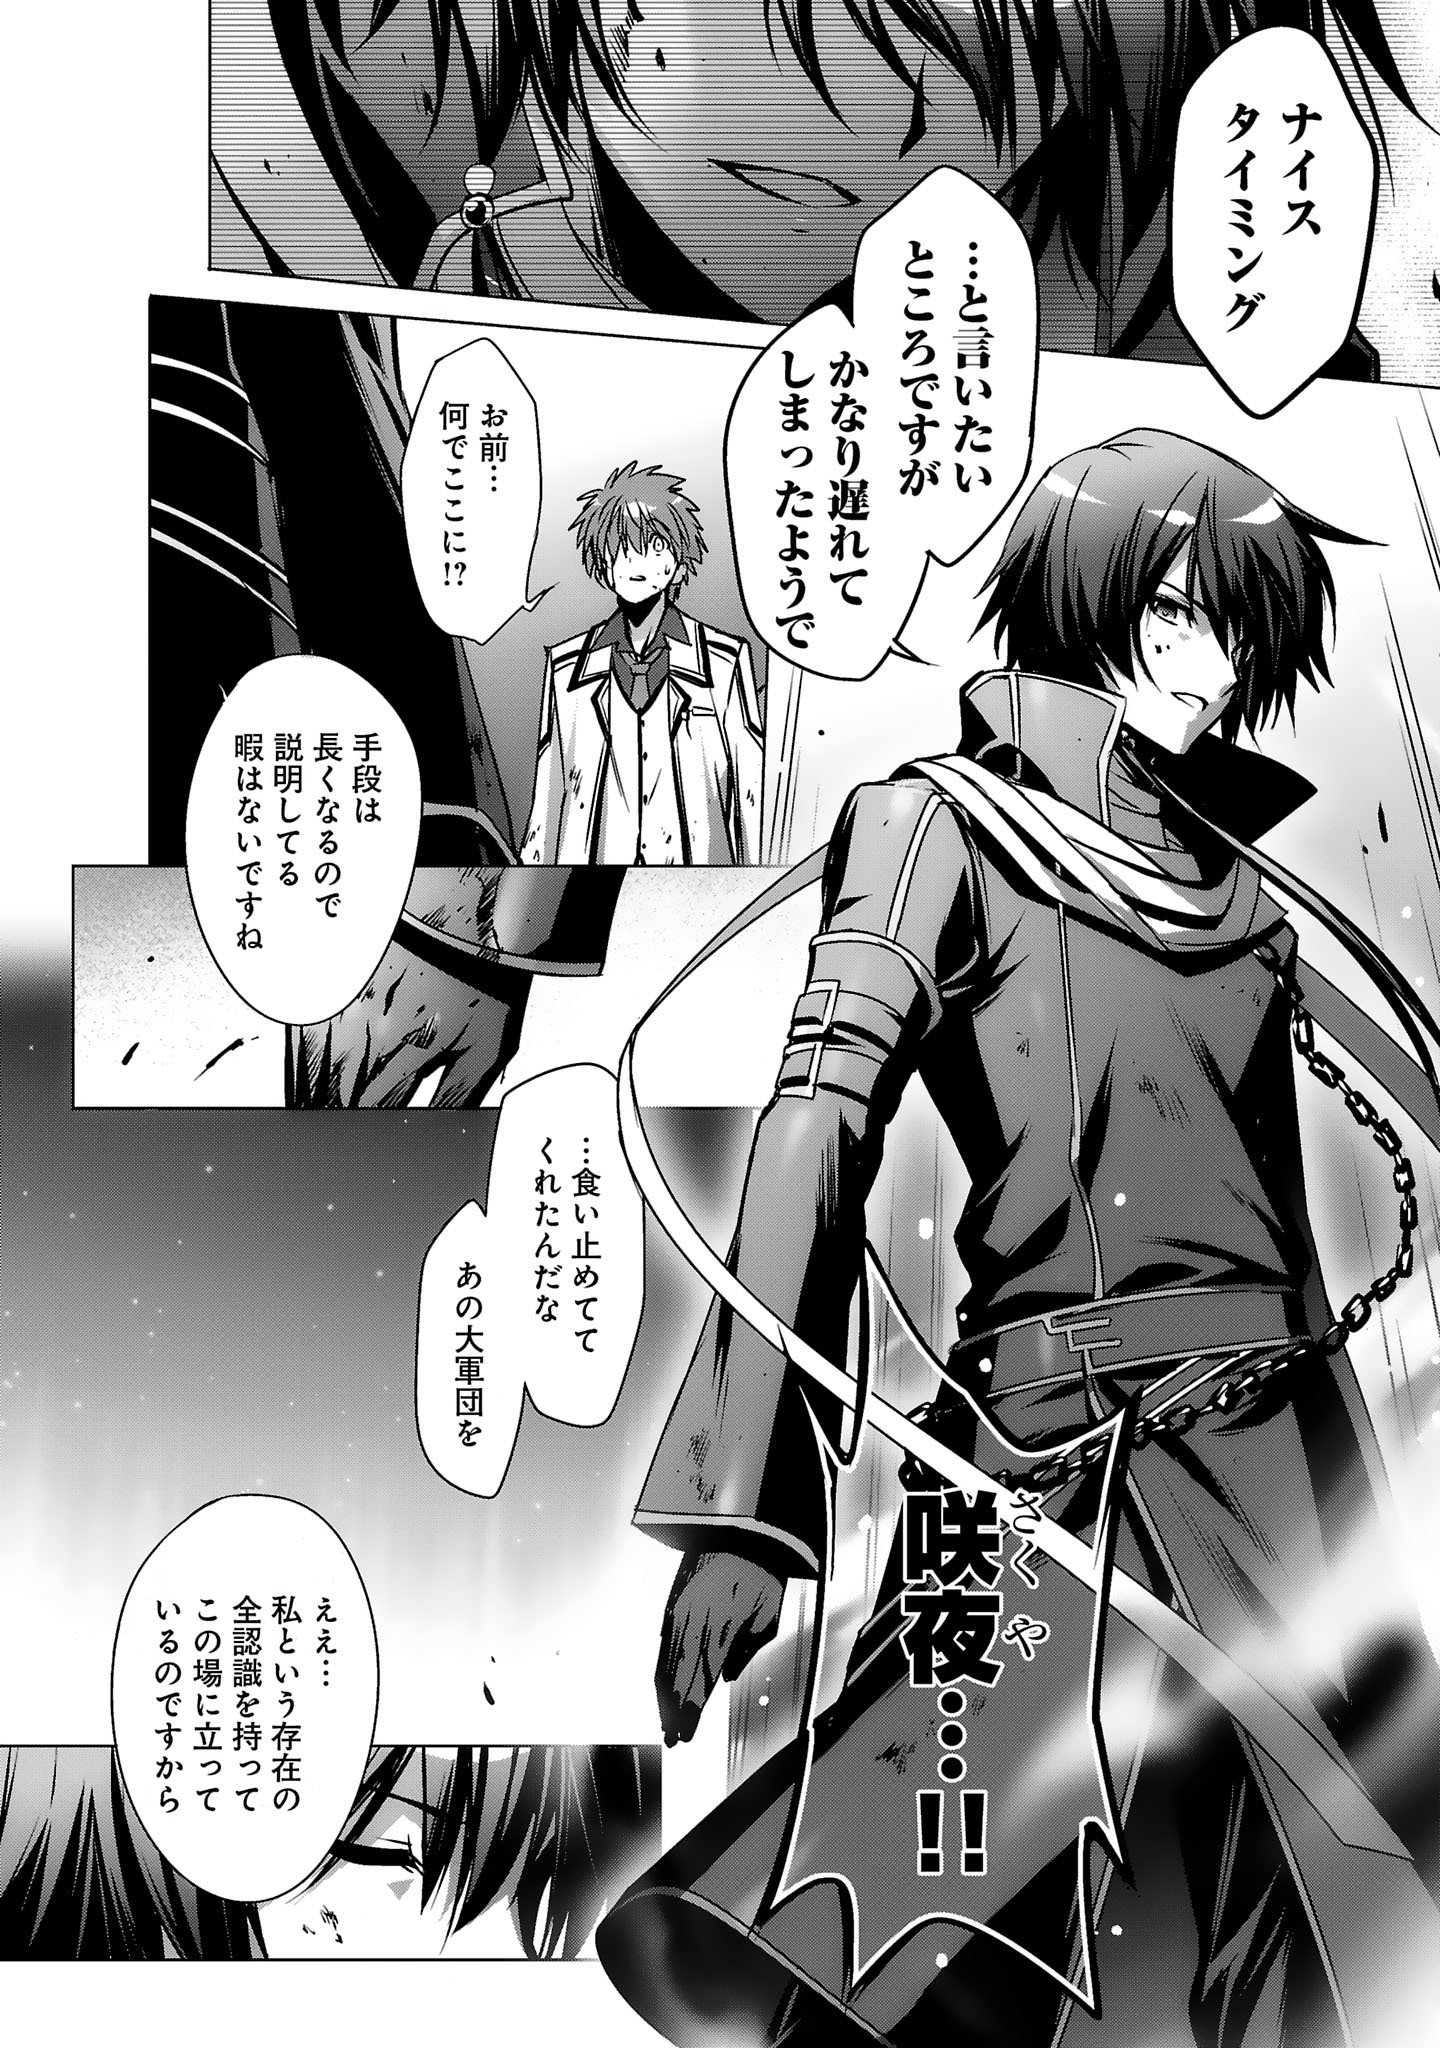 ナイス
タイミング
…と言いたい
ところですが
かなり遅れて
しまったようで
咲夜…!!
さくや
お前…
何でここに!?
手段は
長くなるので
説明してる
暇はないですね
…食い止めて
くれたんだな
あの大軍団を
ええ…
私という存在の
全認識を持って
この場に立って
いるのですから